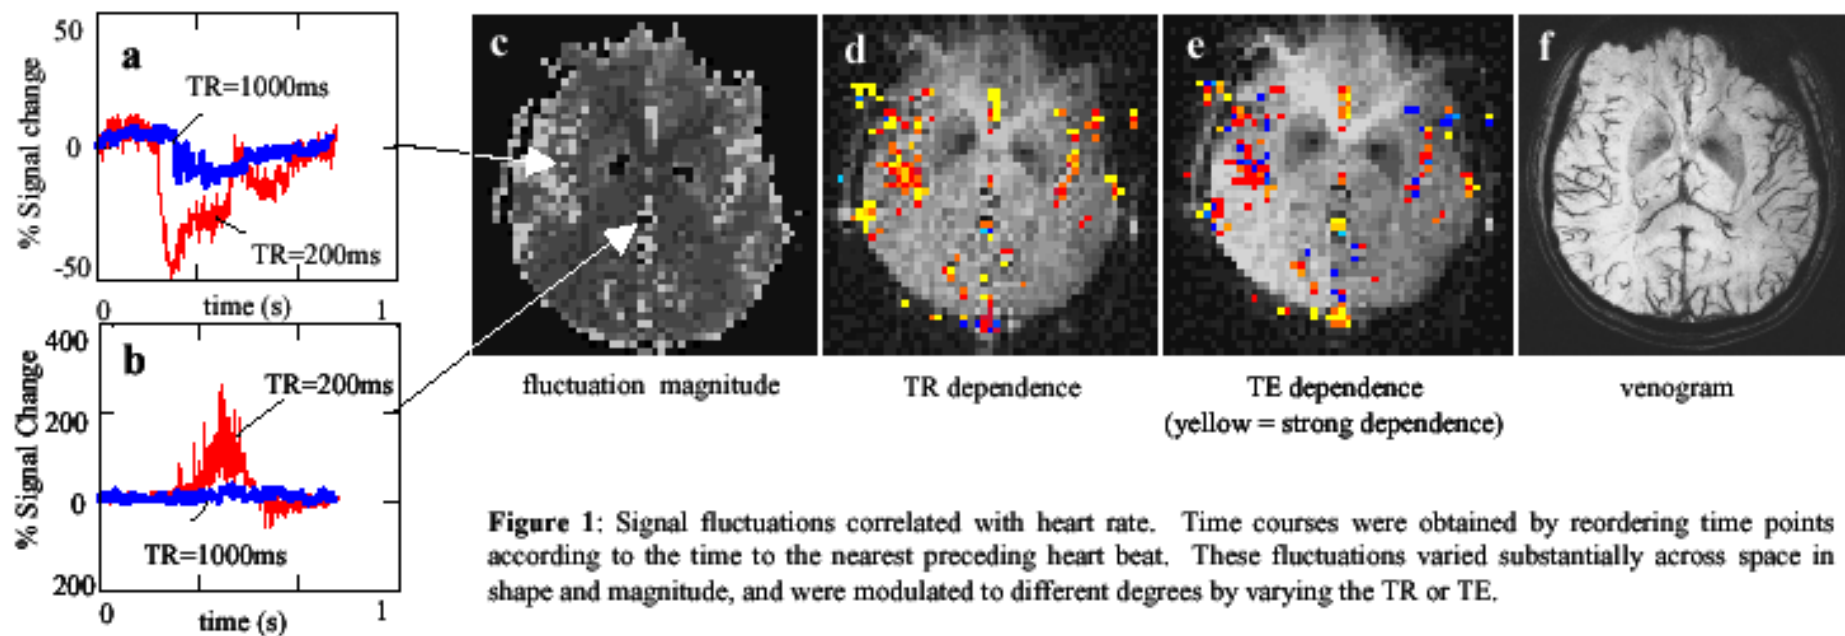 50
a
TR=1000ms
% Signal change
0
TR=200ms
-50
0
time (s)
1
400
b
TR=200ms
% Signal Change
200
0
TR=1000ms
200
0
time (s)
1
c
fluctuation magnitude
d
TR dependence
e
TE dependence
(yellow = strong dependence)
f
venogram
Figure 1: Signal fluctuations correlated with heart rate. Time courses were obtained by reordering time points
according to the time to the nearest preceding heart beat. These fluctuations varied substantially across space in
shape and magnitude, and were modulated to different degrees by varying the TR or TE.